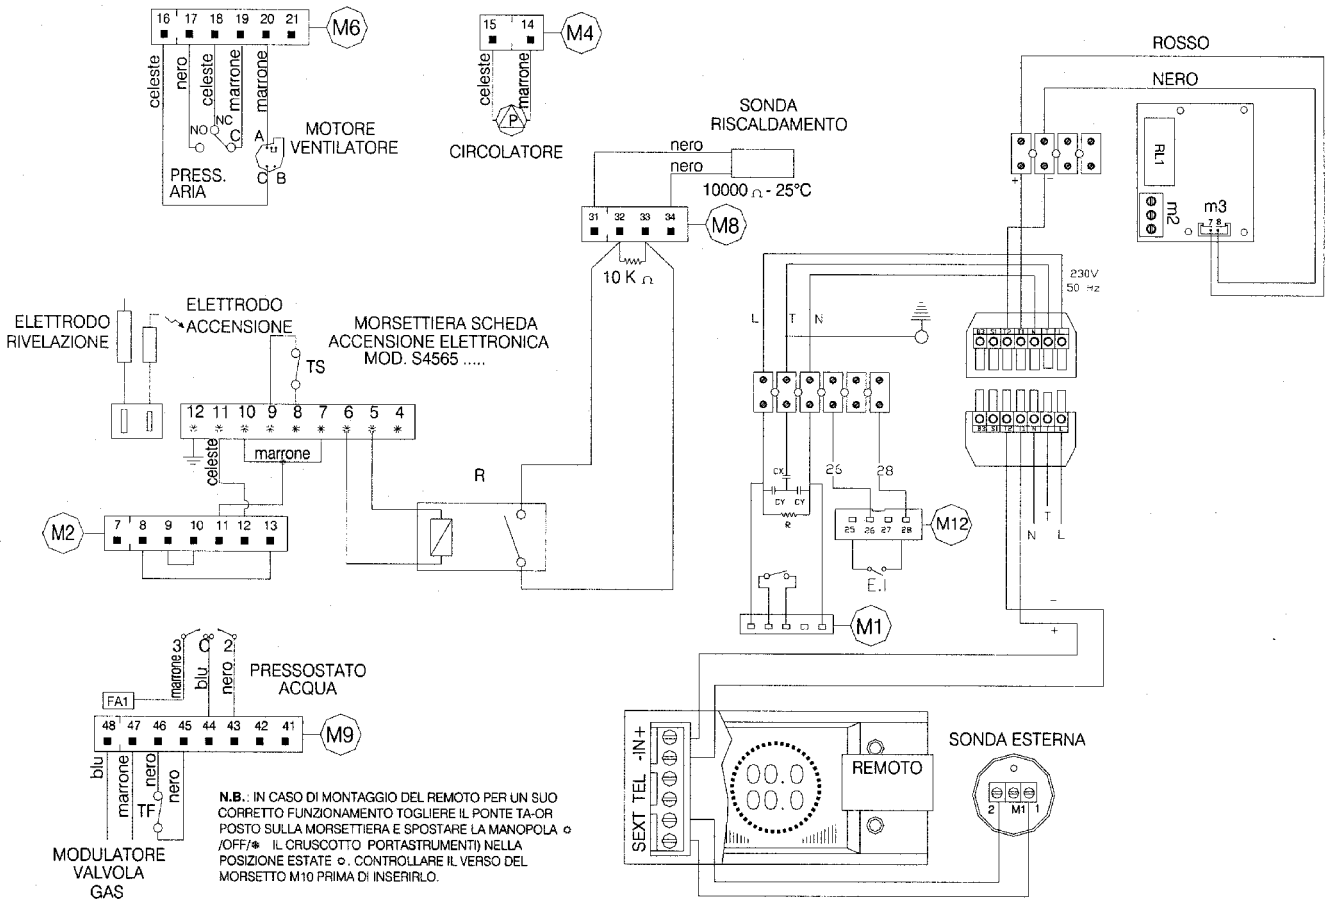 16 17 18 19 20 21
M6
celeste
nero
celeste
marrone
marrone
NO
NC
C
A
C B
PRESS.
ARIA
MOTORE
VENTILATORE
15 14
M4
celeste
marrone
P
CIRCOLATORE
SONDA
RISCALDAMENTO
nero
nero
10000 Ω - 25°C
31 32 33 34
M8
10 K Ω
ROSSO
NERO
+ -
RL1
m2
m3
7 8
230V
50 Hz
L T N
B3 S1 T2 T1 N T L
B3 S1 T2 T1 N T L
N T L
ELETTRODO
RIVELAZIONE
ELETTRODO
ACCENSIONE
TS
MORSETTIERA SCHEDA
ACCENSIONE ELETTRONICA
MOD. S4565 .....
12 11 10 9 8 7 6 5 4
celeste
marrone
R
M2
7 8 9 10 11 12 13
CX
CY CY
R
26 28
25 26 27 28
M12
E.I
M1
-
+
3 C 2
marrone
blu
nero
PRESSOSTATO
ACQUA
FA1
48 47 46 45 44 43 42 41
M9
blu
marrone
nero
nero
TF
MODULATORE
VALVOLA
GAS
N.B.: IN CASO DI MONTAGGIO DEL REMOTO PER UN SUO
CORRETTO FUNZIONAMENTO TOGLIERE IL PONTE TA-OR
POSTO SULLA MORSETTIERA E SPOSTARE LA MANOPOLA
/OFF/ IL CRUSCOTTO PORTASTRUMENTI) NELLA
POSIZIONE ESTATE . CONTROLLARE IL VERSO DEL
MORSETTO M10 PRIMA DI INSERIRLO.
SEXT TEL -IN+
00.0
00.0
REMOTO
SONDA ESTERNA
2 M1 1